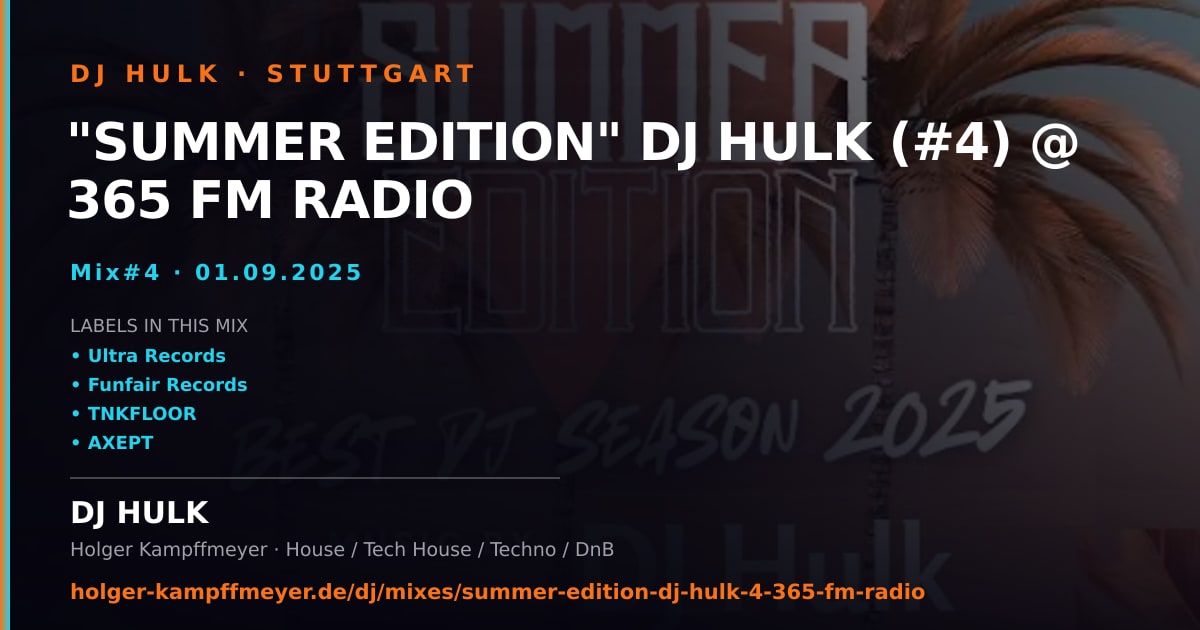 SUMMER
DJ HULK · STUTTGART
"SUMMER EDITION" DJ HULK (#4) @
365 FM RADIO
EDITION
Mix#4 · 01.09.2025
LABELS IN THIS MIX
• Ultra Records
• Funfair Records
• TNKFLOOR
• AXEPT
BEST DJ SEASON 2025
DJ HULK
Holger Kampffmeyer · House / Tech House / Techno / DnB
DJ Hulk
holger-kampffmeyer.de/dj/mixes/summer-edition-dj-hulk-4-365-fm-radio